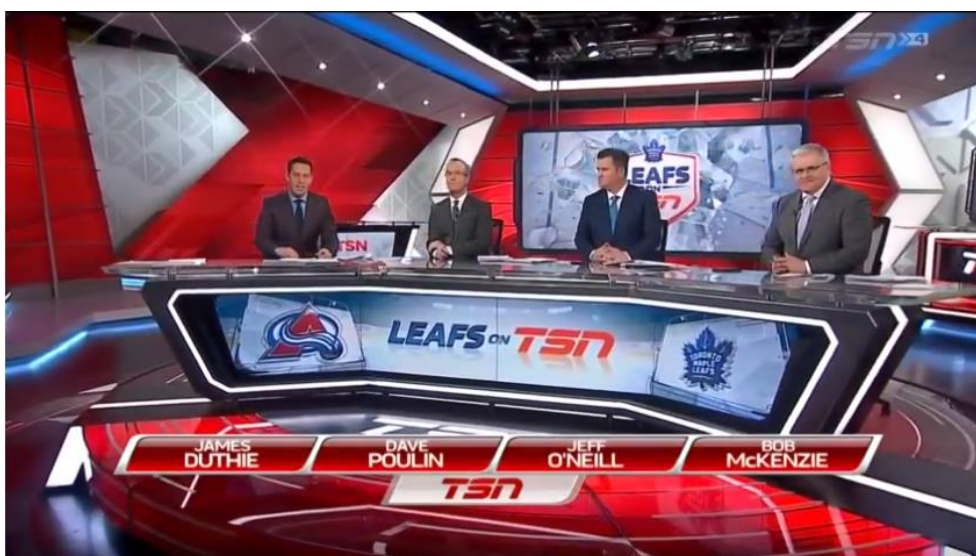 TSN 4
LEAFS
ON
TSN
TSN
LEAFS ON TSN
TORONTO
MAPLE
LEAFS
JAMES
DUTHIE
DAVE
POULIN
JEFF
O'NEILL
BOB
McKENZIE
TSN